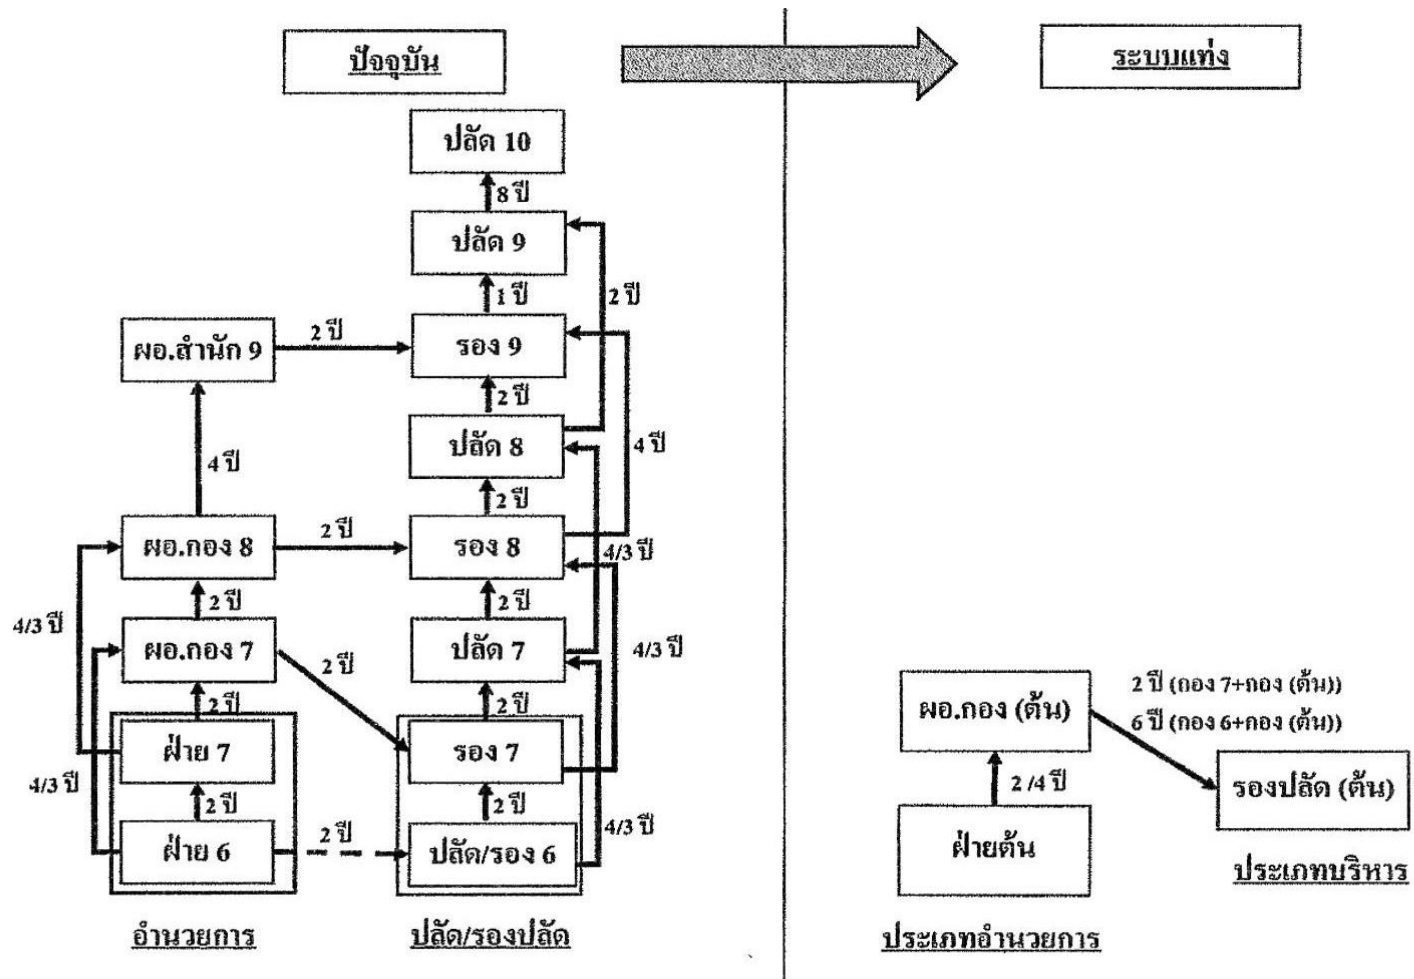 ปัจจุบัน
ระบบแท่ง
ปลัด 10
8 ปี
ปลัด 9
1 ปี
2 ปี
ผอ.สำนัก 9
2 ปี
รอง 9
2 ปี
4 ปี
ปลัด 8
4 ปี
2 ปี
ผอ.กอง 8
2 ปี
รอง 8
4/3 ปี
2 ปี
2 ปี
4/3 ปี
ผอ.กอง 7
2 ปี
ปลัด 7
4/3 ปี
2 ปี
2 ปี
ฝ่าย 7
รอง 7
4/3 ปี
2 ปี
2 ปี
4/3 ปี
ฝ่าย 6
2 ปี
ปลัด/รอง 6
อำนวยการ
ปลัด/รองปลัด
ผอ.กอง (ต้น)
2 ปี (กอง 7+กอง (ต้น))
6 ปี (กอง 6+กอง (ต้น))
2 /4 ปี
รองปลัด (ต้น)
ฝ่ายต้น
ประเภทบริหาร
ประเภทอำนวยการ